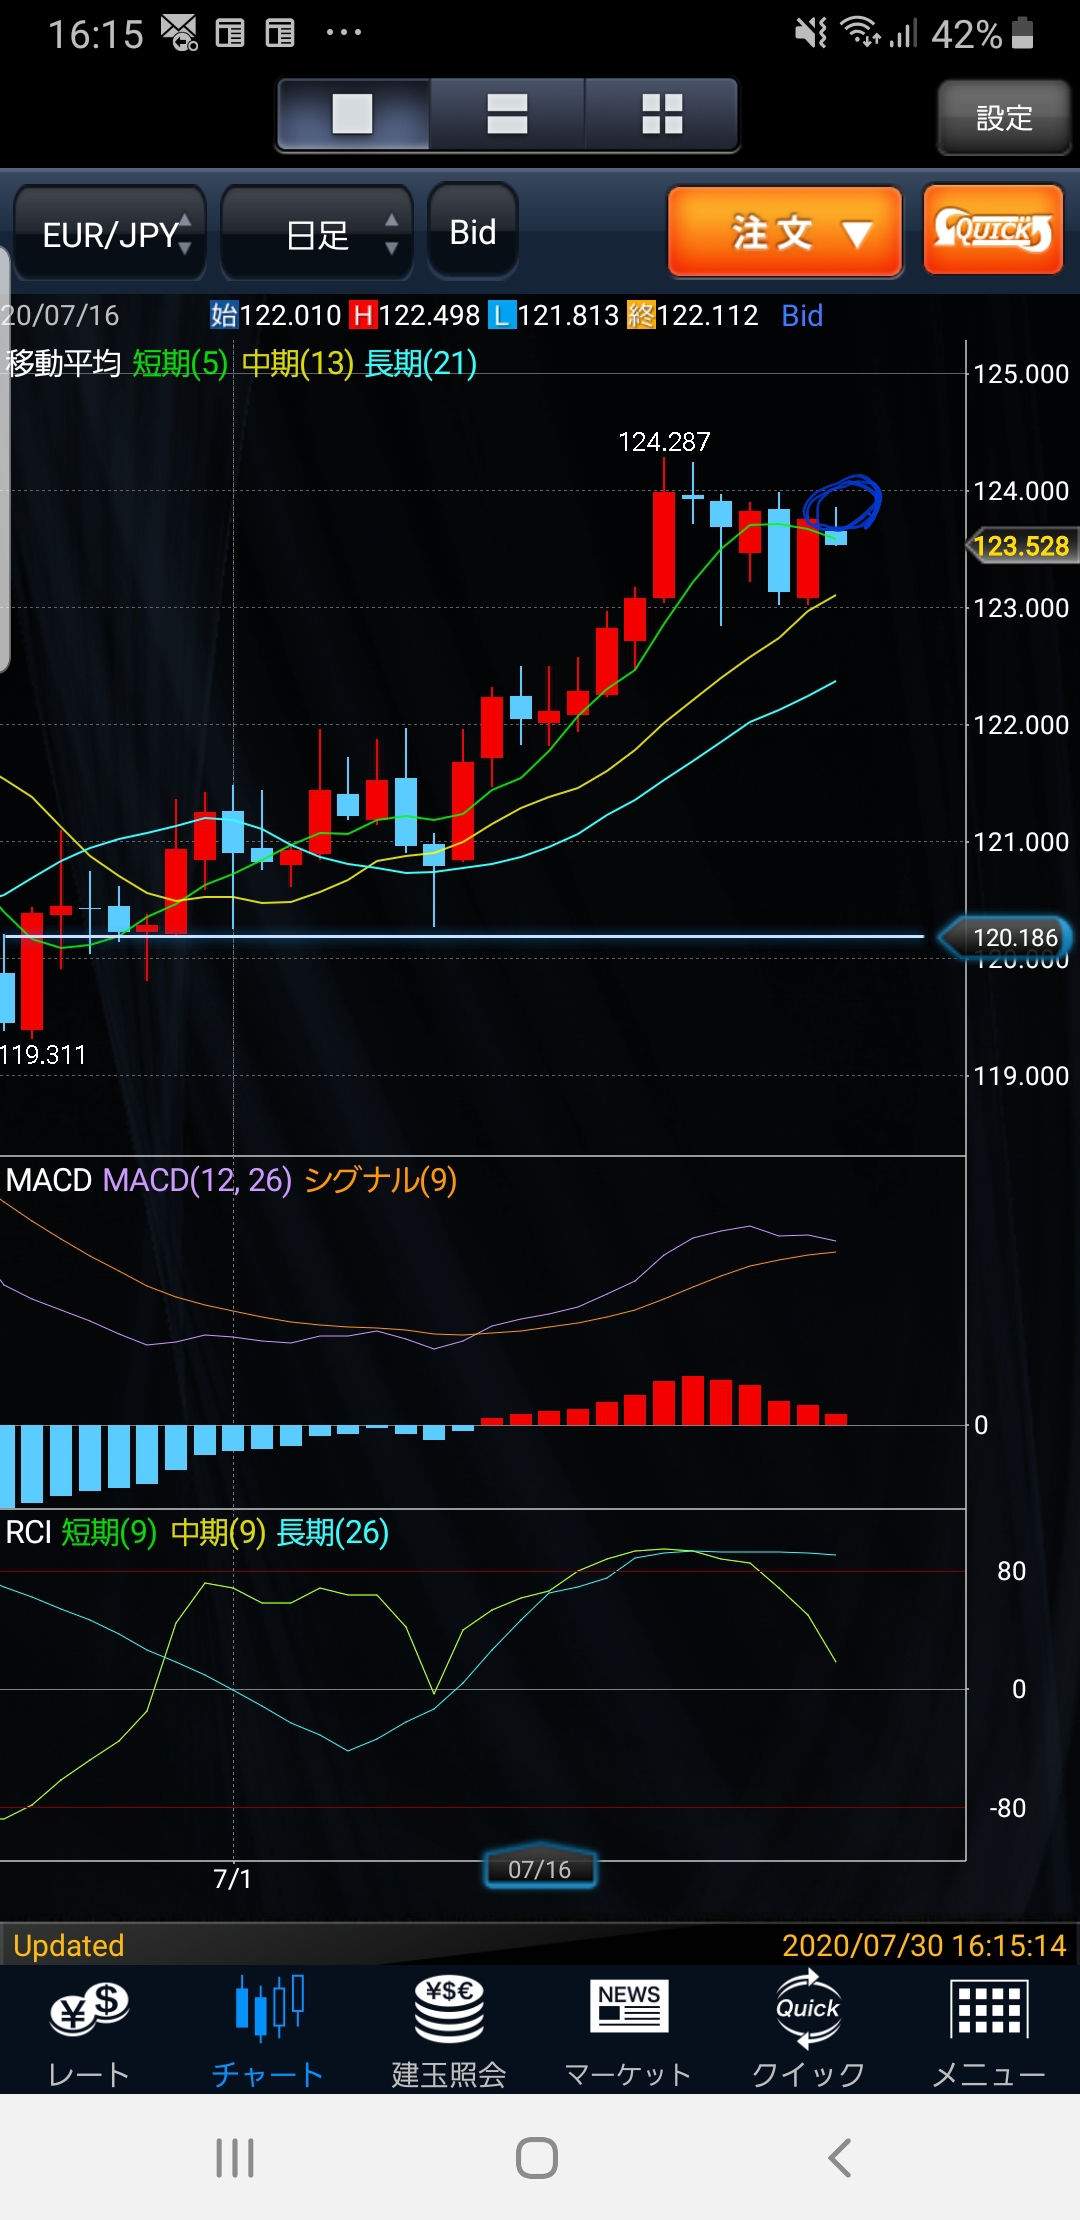 16:15 42%
設定
EUR/JPY 日足 Bid 注文 ▼ QUICK
20/07/16 始122.010 H122.498 L121.813 終122.112 Bid
移動平均 短期(5) 中期(13) 長期(21)
125.000
124.287
124.000
123.528
123.000
122.000
121.000
120.186
120.000
119.311
119.000
MACD MACD(12, 26) シグナル(9)
0
RCI 短期(9) 中期(9) 長期(26)
80
0
-80
7/1 07/16
Updated 2020/07/30 16:15:14
¥$ ¥$€ NEWS Quick
レート チャート 建玉照会 マーケット クイック メニュー